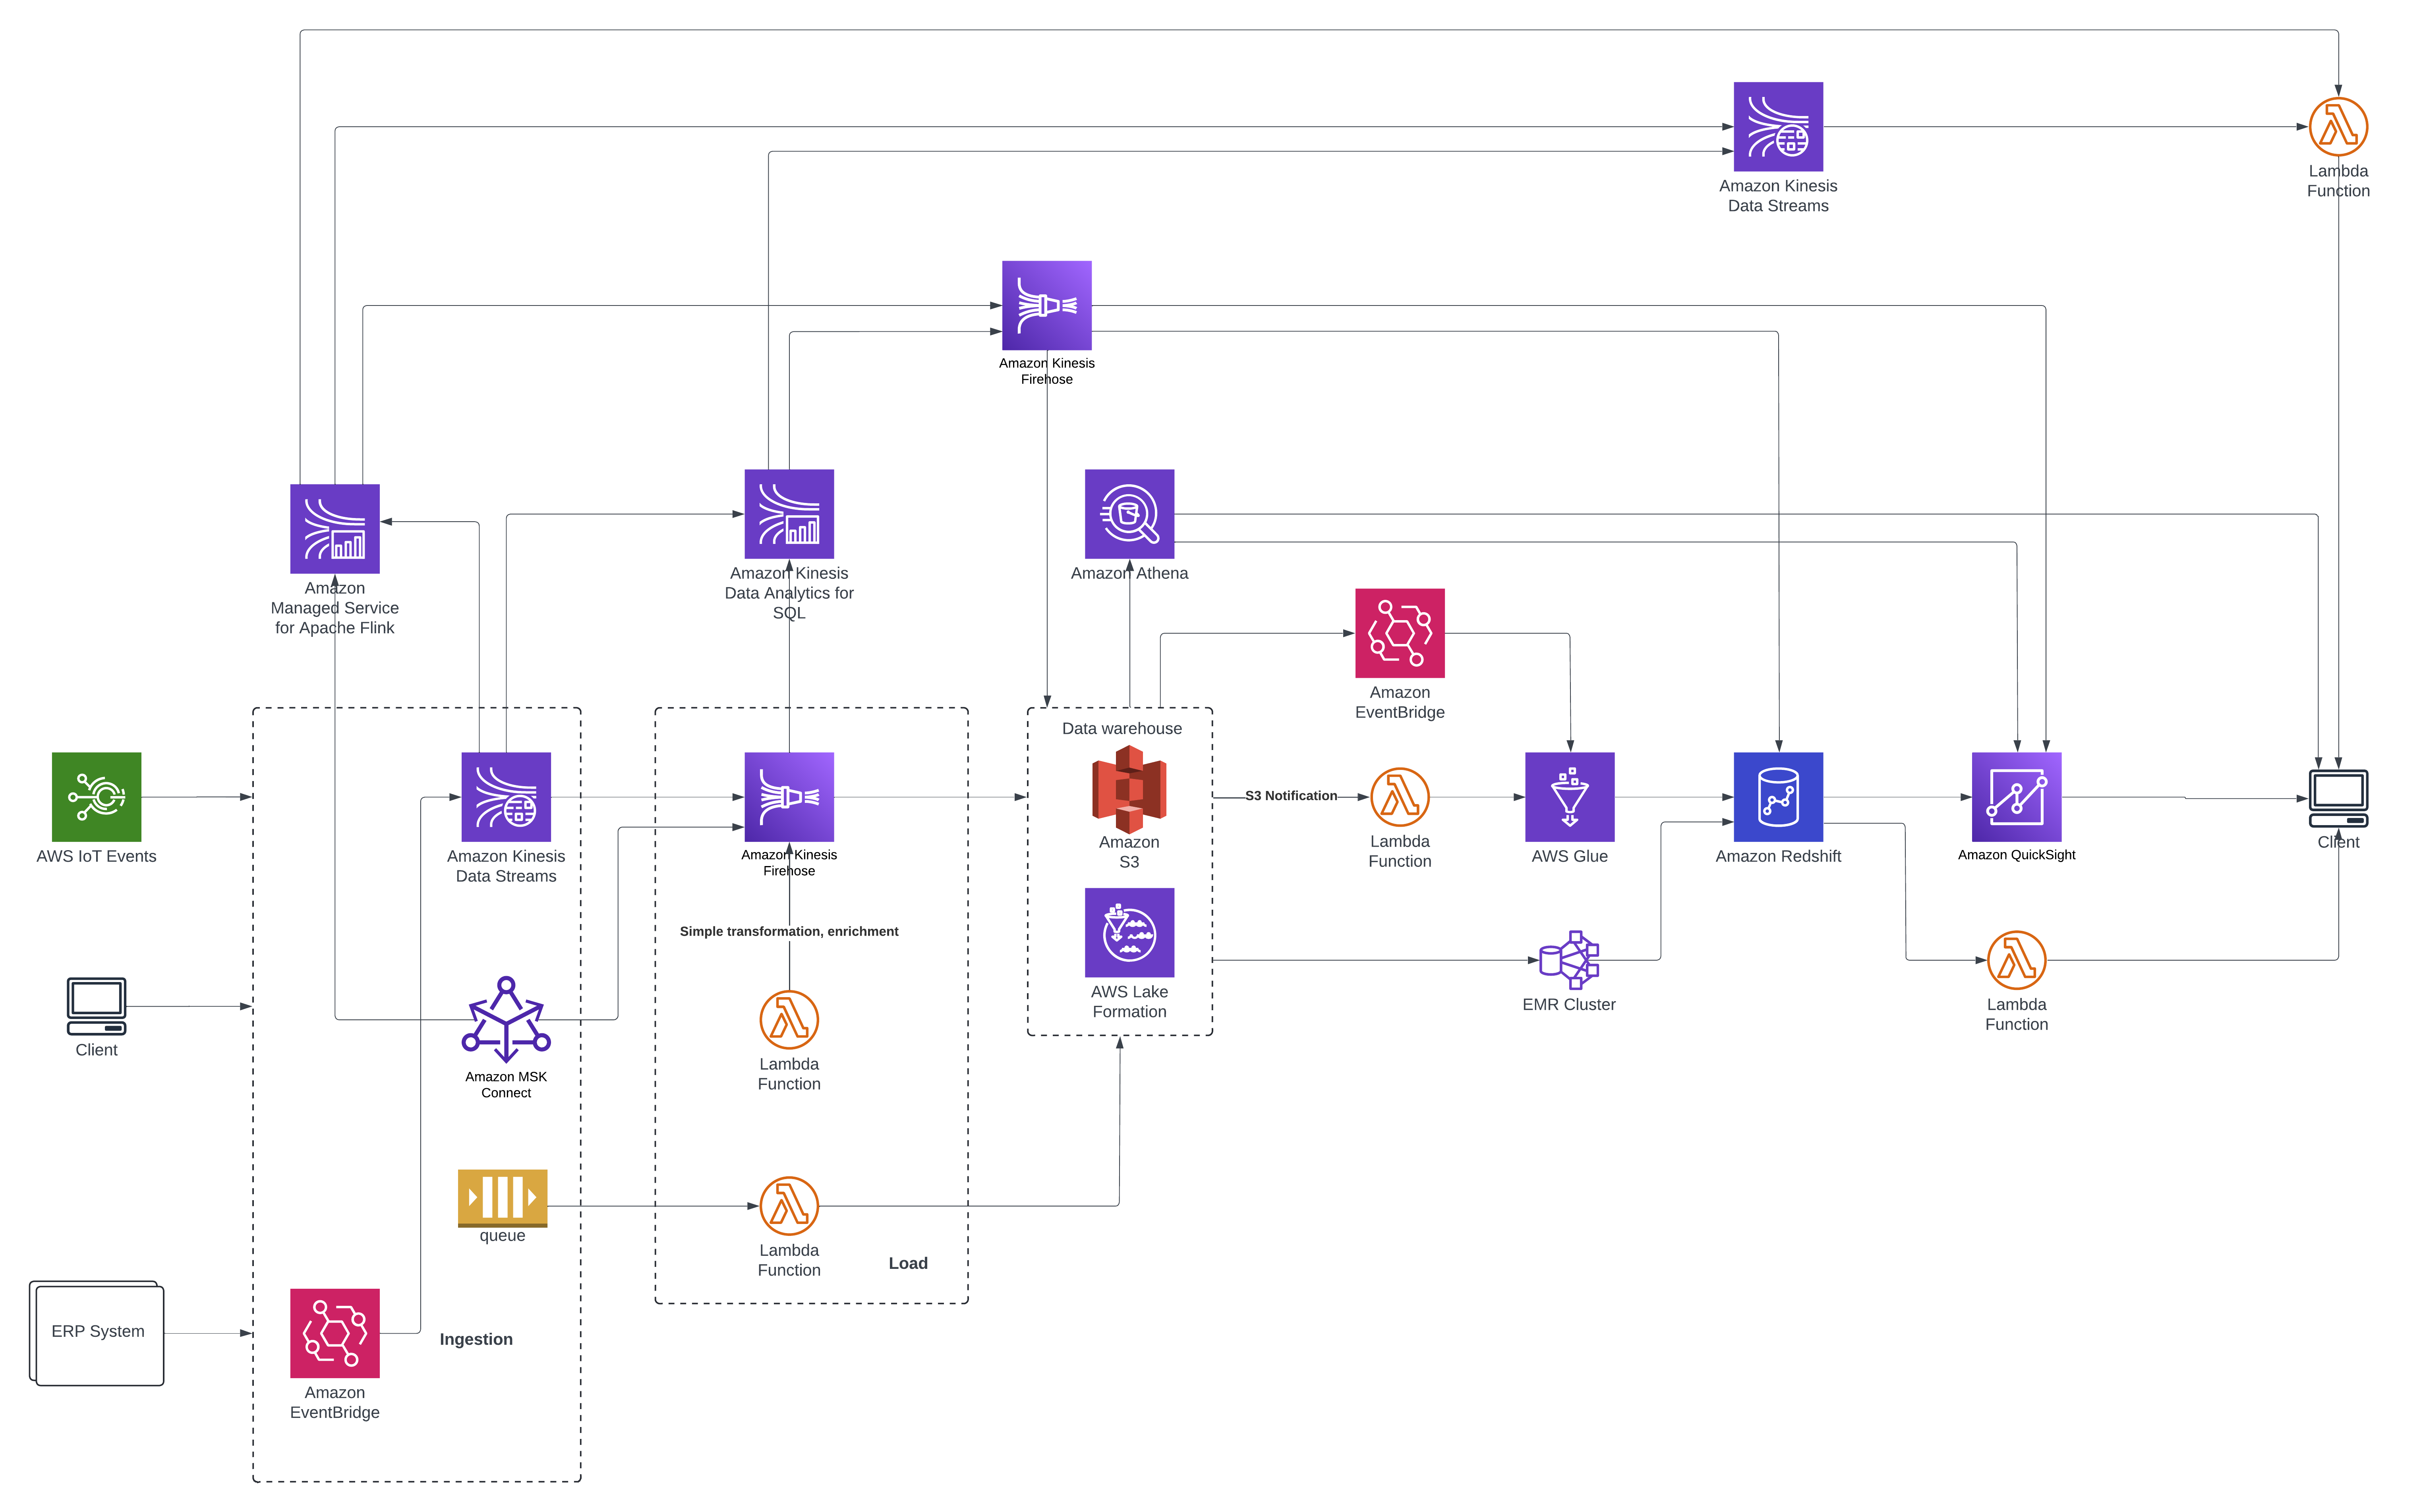 Lambda
Function
Amazon Kinesis
Data Streams
Amazon Kinesis
Firehose
Amazon
Managed Service
for Apache Flink
Amazon Kinesis
Data Analytics for
SQL
Amazon Athena
Amazon
EventBridge
Data warehouse
AWS IoT Events
Amazon Kinesis
Data Streams
Amazon Kinesis
Firehose
Amazon
S3
S3 Notification
Lambda
Function
AWS Glue
Amazon Redshift
Amazon QuickSight
Client
Simple transformation, enrichment
AWS Lake
Formation
EMR Cluster
Lambda
Function
Client
Amazon MSK
Connect
Lambda
Function
queue
Lambda
Function
Load
ERP System
Ingestion
Amazon
EventBridge